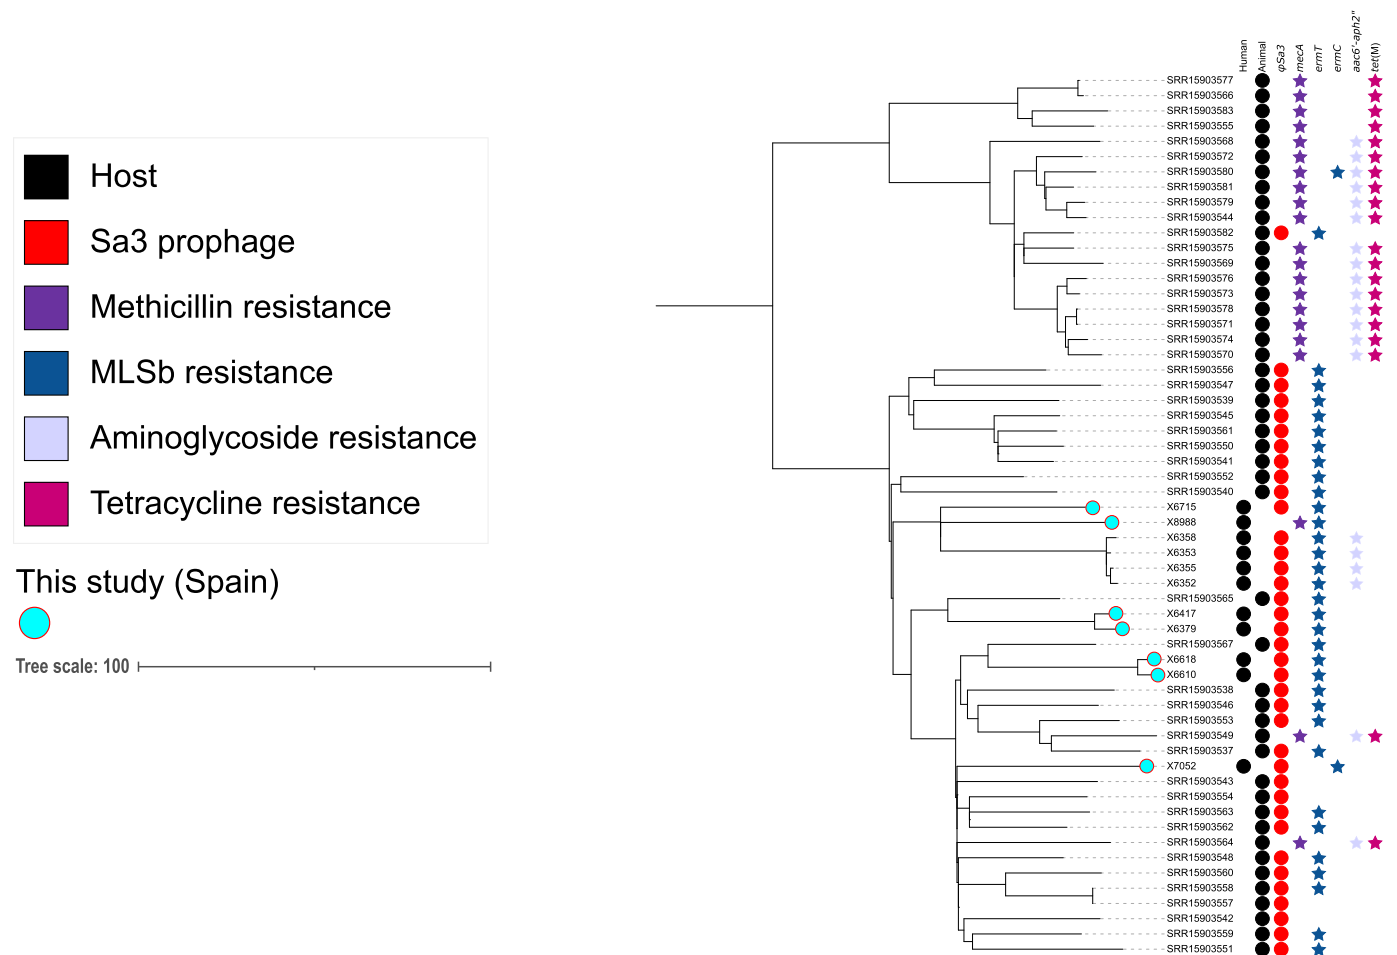 Host
Sa3 prophage
Methicillin resistance
MLSb resistance
Aminoglycoside resistance
Tetracycline resistance
This study (Spain)
Tree scale: 100
Human
Animal
φSa3
mecA
ermT
ermC
aac6'-aph2"
tet(M)
SRR15903577
SRR15903566
SRR15903583
SRR15903555
SRR15903568
SRR15903572
SRR15903580
SRR15903581
SRR15903579
SRR15903544
SRR15903582
SRR15903575
SRR15903569
SRR15903576
SRR15903573
SRR15903578
SRR15903571
SRR15903574
SRR15903570
SRR15903556
SRR15903547
SRR15903539
SRR15903545
SRR15903561
SRR15903550
SRR15903541
SRR15903552
SRR15903540
X6715
X8988
X6358
X6353
X6355
X6352
SRR15903565
X6417
X6379
SRR15903567
X6618
X6610
SRR15903538
SRR15903546
SRR15903553
SRR15903549
SRR15903537
X7052
SRR15903543
SRR15903554
SRR15903563
SRR15903562
SRR15903564
SRR15903548
SRR15903560
SRR15903558
SRR15903557
SRR15903542
SRR15903559
SRR15903551